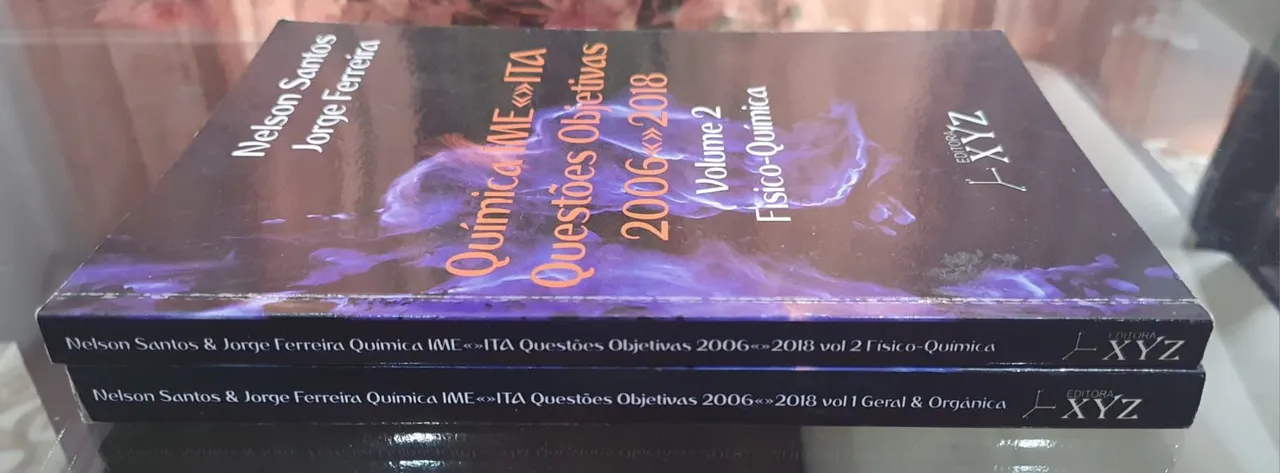 Nelson Santos
Jorge Ferreira
Química IME«»ITA
Questões Objetivas
2006«»2018
Volume 2
Físico-Química
EDITORA
XYZ
Nelson Santos & Jorge Ferreira Química IME«»ITA Questões Objetivas 2006«»2018 vol 2 Físico-Química
EDITORA
XYZ
Nelson Santos & Jorge Ferreira Química IME«»ITA Questões Objetivas 2006«»2018 vol 1 Geral & Orgânica
EDITORA
XYZ